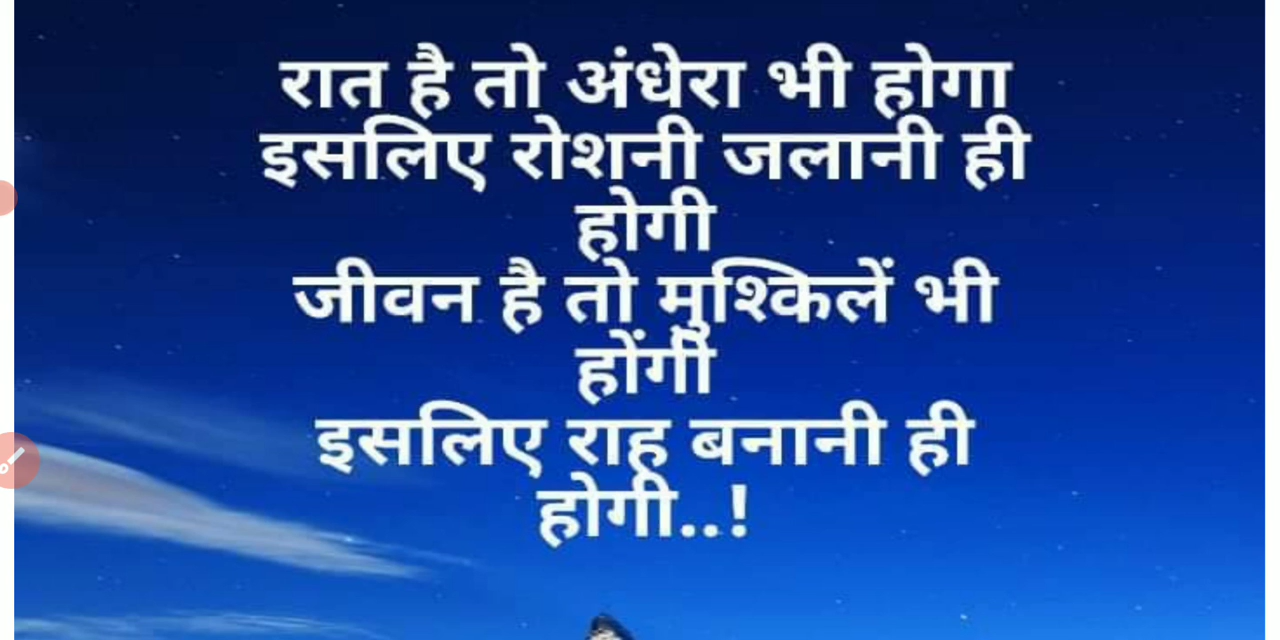 रात है तो अंधेरा भी होगा
इसलिए रोशनी जलानी ही
होगी
जीवन है तो मुश्किलें भी
होंगी
इसलिए राह बनानी ही
होगी..!